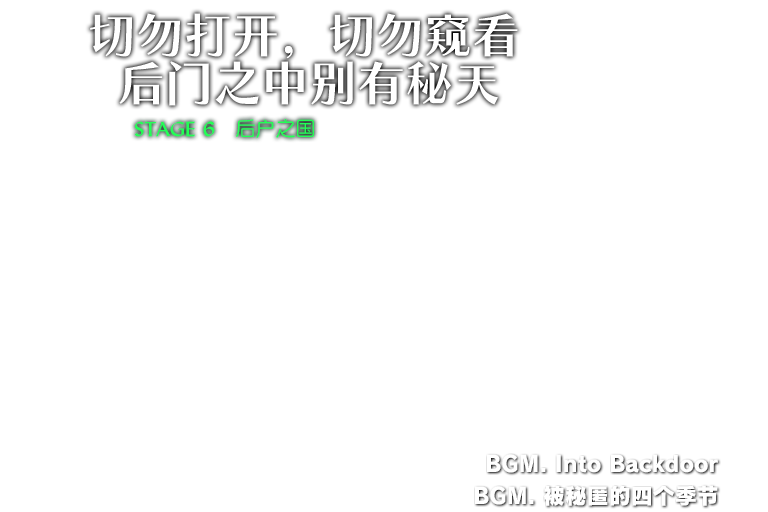 切勿打开，切勿窥看
后门之中别有秘天
STAGE 6 后户之国
BGM. Into Backdoor
BGM. 被秘匿的四个季节